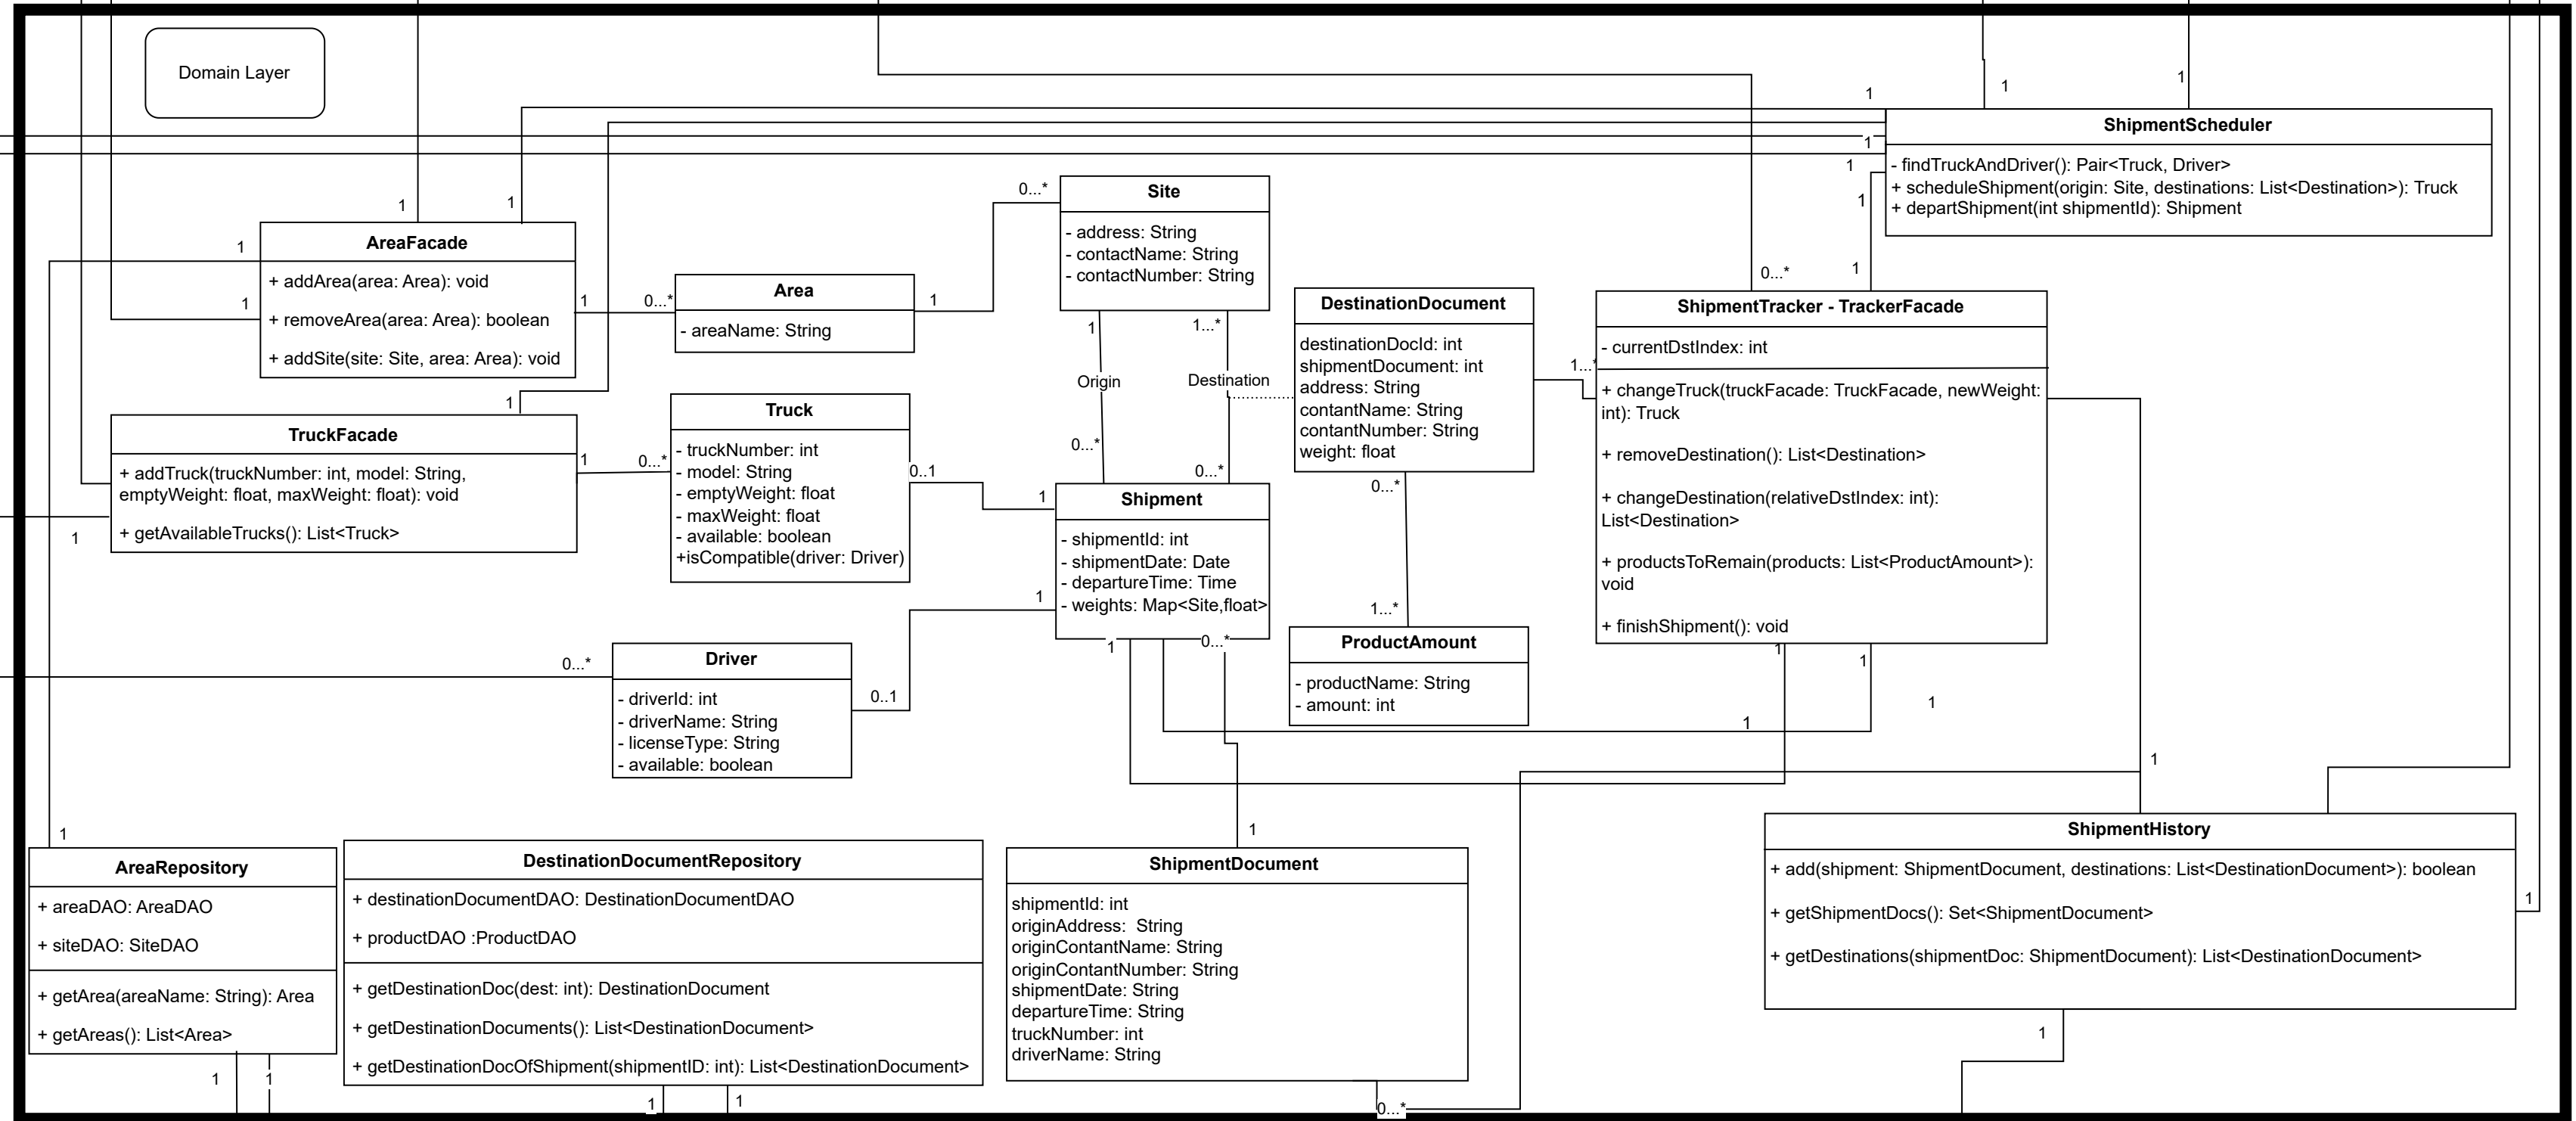 Domain Layer
1
1
1
ShipmentScheduler
- findTruckAndDriver(): Pair<Truck, Driver>
+ scheduleShipment(origin: Site, destinations: List<Destination>): Truck
+ departShipment(int shipmentId): Shipment
1
1
1
1
0...*
1
1
AreaFacade
+ addArea(area: Area): void
+ removeArea(area: Area): boolean
+ addSite(site: Site, area: Area): void
1
1
1
0...*
Area
- areaName: String
1
0...*
Site
- address: String
- contactName: String
- contactNumber: String
1
1...*
Origin
Destination
0...*
0...*
DestinationDocument
destinationDocId: int
shipmentDocument: int
address: String
contantName: String
contantNumber: String
weight: float
1...*
0...*
ShipmentTracker - TrackerFacade
- currentDstIndex: int
+ changeTruck(truckFacade: TruckFacade, newWeight:
int): Truck
+ removeDestination(): List<Destination>
+ changeDestination(relativeDstIndex: int):
List<Destination>
+ productsToRemain(products: List<ProductAmount>):
void
+ finishShipment(): void
1
1
1
1
1
TruckFacade
+ addTruck(truckNumber: int, model: String,
emptyWeight: float, maxWeight: float): void
+ getAvailableTrucks(): List<Truck>
1
1
0...*
Truck
- truckNumber: int
- model: String
- emptyWeight: float
- maxWeight: float
- available: boolean
+isCompatible(driver: Driver)
0..1
1
Shipment
- shipmentId: int
- shipmentDate: Date
- departureTime: Time
- weights: Map<Site,float>
1
1
0...*
1...*
ProductAmount
- productName: String
- amount: int
0...*
Driver
- driverId: int
- driverName: String
- licenseType: String
- available: boolean
0..1
1
1
AreaRepository
+ areaDAO: AreaDAO
+ siteDAO: SiteDAO
+ getArea(areaName: String): Area
+ getAreas(): List<Area>
1
1
DestinationDocumentRepository
+ destinationDocumentDAO: DestinationDocumentDAO
+ productDAO :ProductDAO
+ getDestinationDoc(dest: int): DestinationDocument
+ getDestinationDocuments(): List<DestinationDocument>
+ getDestinationDocOfShipment(shipmentID: int): List<DestinationDocument>
1
1
1
ShipmentDocument
shipmentId: int
originAddress:  String
originContantName: String
originContantNumber: String
shipmentDate: String
departureTime: String
truckNumber: int
driverName: String
0...*
ShipmentHistory
+ add(shipment: ShipmentDocument, destinations: List<DestinationDocument>): boolean
+ getShipmentDocs(): Set<ShipmentDocument>
+ getDestinations(shipmentDoc: ShipmentDocument): List<DestinationDocument>
1
1
0...*